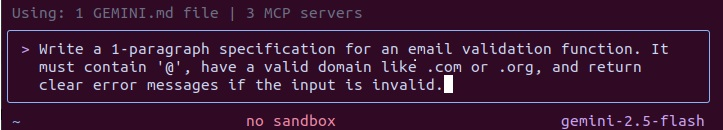 Using: 1 GEMINI.md file | 3 MCP servers
> Write a 1-paragraph specification for an email validation function. It
must contain '@', have a valid domain like .com or .org, and return
clear error messages if the input is invalid.
~ no sandbox gemini-2.5-flash